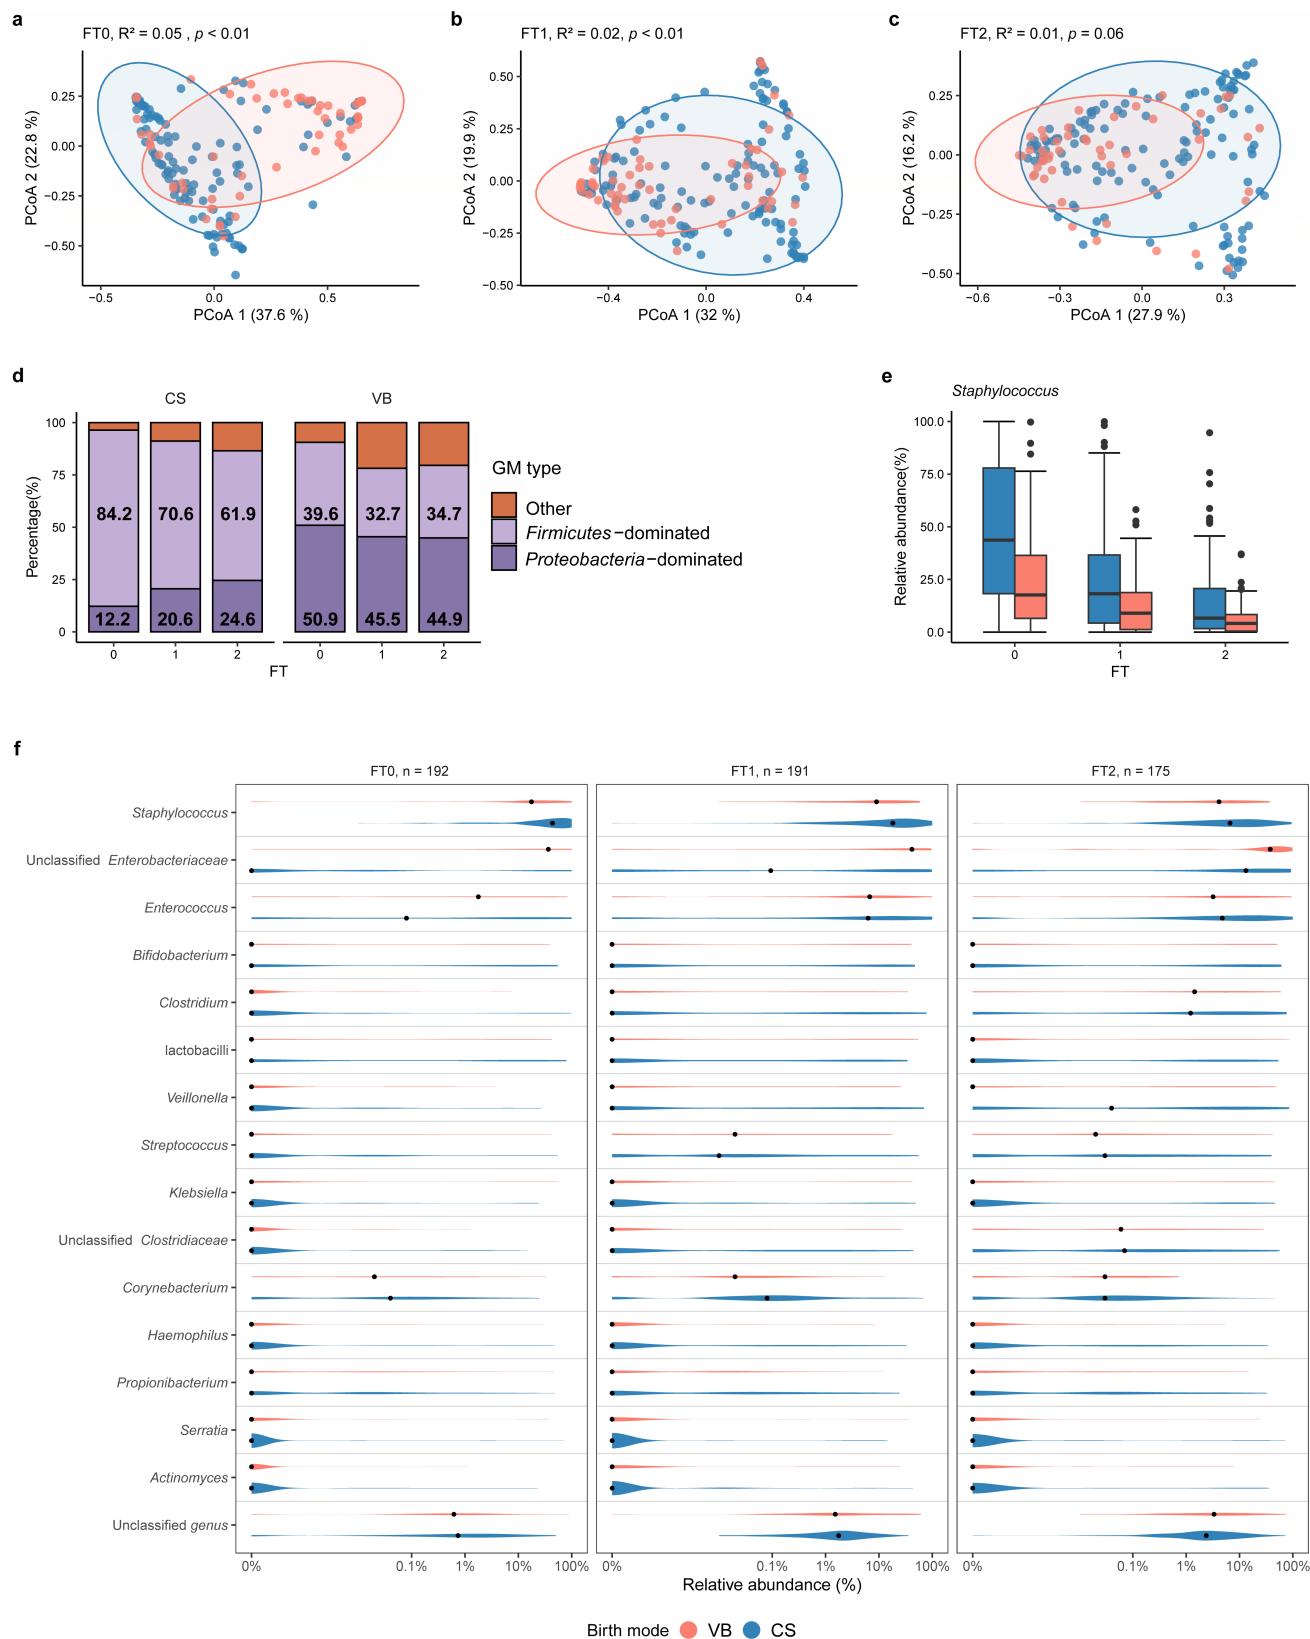 a
FT0, R² = 0.05 , p < 0.01
PCoA 2 (22.8 %)
0.25
0.00
−0.25
−0.50
−0.5
0.0
0.5
PCoA 1 (37.6 %)
b
FT1, R² = 0.02, p < 0.01
PCoA 2 (19.9 %)
0.50
0.25
0.00
−0.25
−0.50
−0.4
0.0
0.4
PCoA 1 (32 %)
c
FT2, R² = 0.01, p = 0.06
PCoA 2 (16.2 %)
0.25
0.00
−0.25
−0.50
−0.6
−0.3
0.0
0.3
PCoA 1 (27.9 %)
d
CS
VB
Percentage(%)
100
75
50
25
0
84.2
70.6
61.9
12.2
20.6
24.6
39.6
32.7
34.7
50.9
45.5
44.9
0
1
2
0
1
2
FT
GM type
Other
Firmicutes−dominated
Proteobacteria−dominated
e
Staphylococcus
Relative abundance(%)
100.0
75.0
50.0
25.0
0.0
0
1
2
FT
f
FT0, n = 192
FT1, n = 191
FT2, n = 175
Staphylococcus
Unclassified Enterobacteriaceae
Enterococcus
Bifidobacterium
Clostridium
lactobacilli
Veillonella
Streptococcus
Klebsiella
Unclassified Clostridiaceae
Corynebacterium
Haemophilus
Propionibacterium
Serratia
Actinomyces
Unclassified genus
0%
0.1%
1%
10%
100%
0%
0.1%
1%
10%
100%
0%
0.1%
1%
10%
100%
Relative abundance (%)
Birth mode
VB
CS